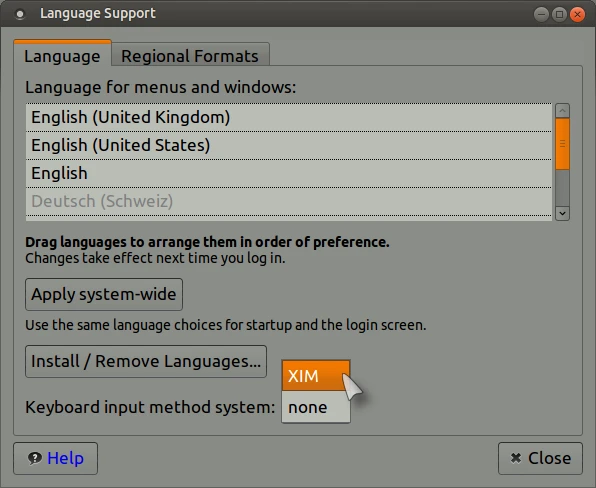 Language Support
Language
Regional Formats
Language for menus and windows:
English (United Kingdom)
English (United States)
English
Deutsch (Schweiz)
Drag languages to arrange them in order of preference.
Changes take effect next time you log in.
Apply system-wide
Use the same language choices for startup and the login screen.
Install / Remove Languages...
XIM
Keyboard input method system:
none
Help
Close